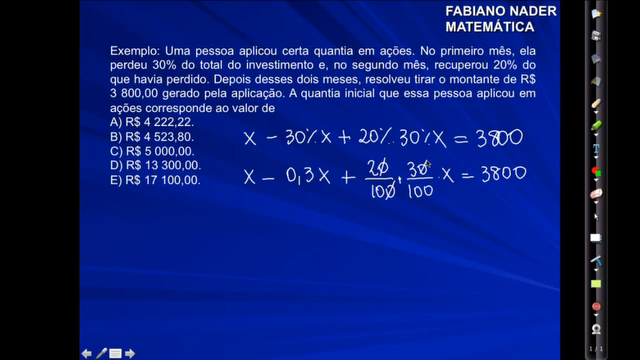 FABIANO NADER
MATEMÁTICA
Exemplo: Uma pessoa aplicou certa quantia em ações. No primeiro mês, ela
perdeu 30% do total do investimento e, no segundo mês, recuperou 20% do
que havia perdido. Depois desses dois meses, resolveu tirar o montante de R$
3 800,00 gerado pela aplicação. A quantia inicial que essa pessoa aplicou em
ações corresponde ao valor de
A) R$ 4 222,22.
B) R$ 4 523,80.
C) R$ 5 000,00.
D) R$ 13 300,00.
E) R$ 17 100,00.
x - 30% x + 20% 30% x = 3800
x - 0,3x + 20/100 . 30/100 . x = 3800
1 / 1